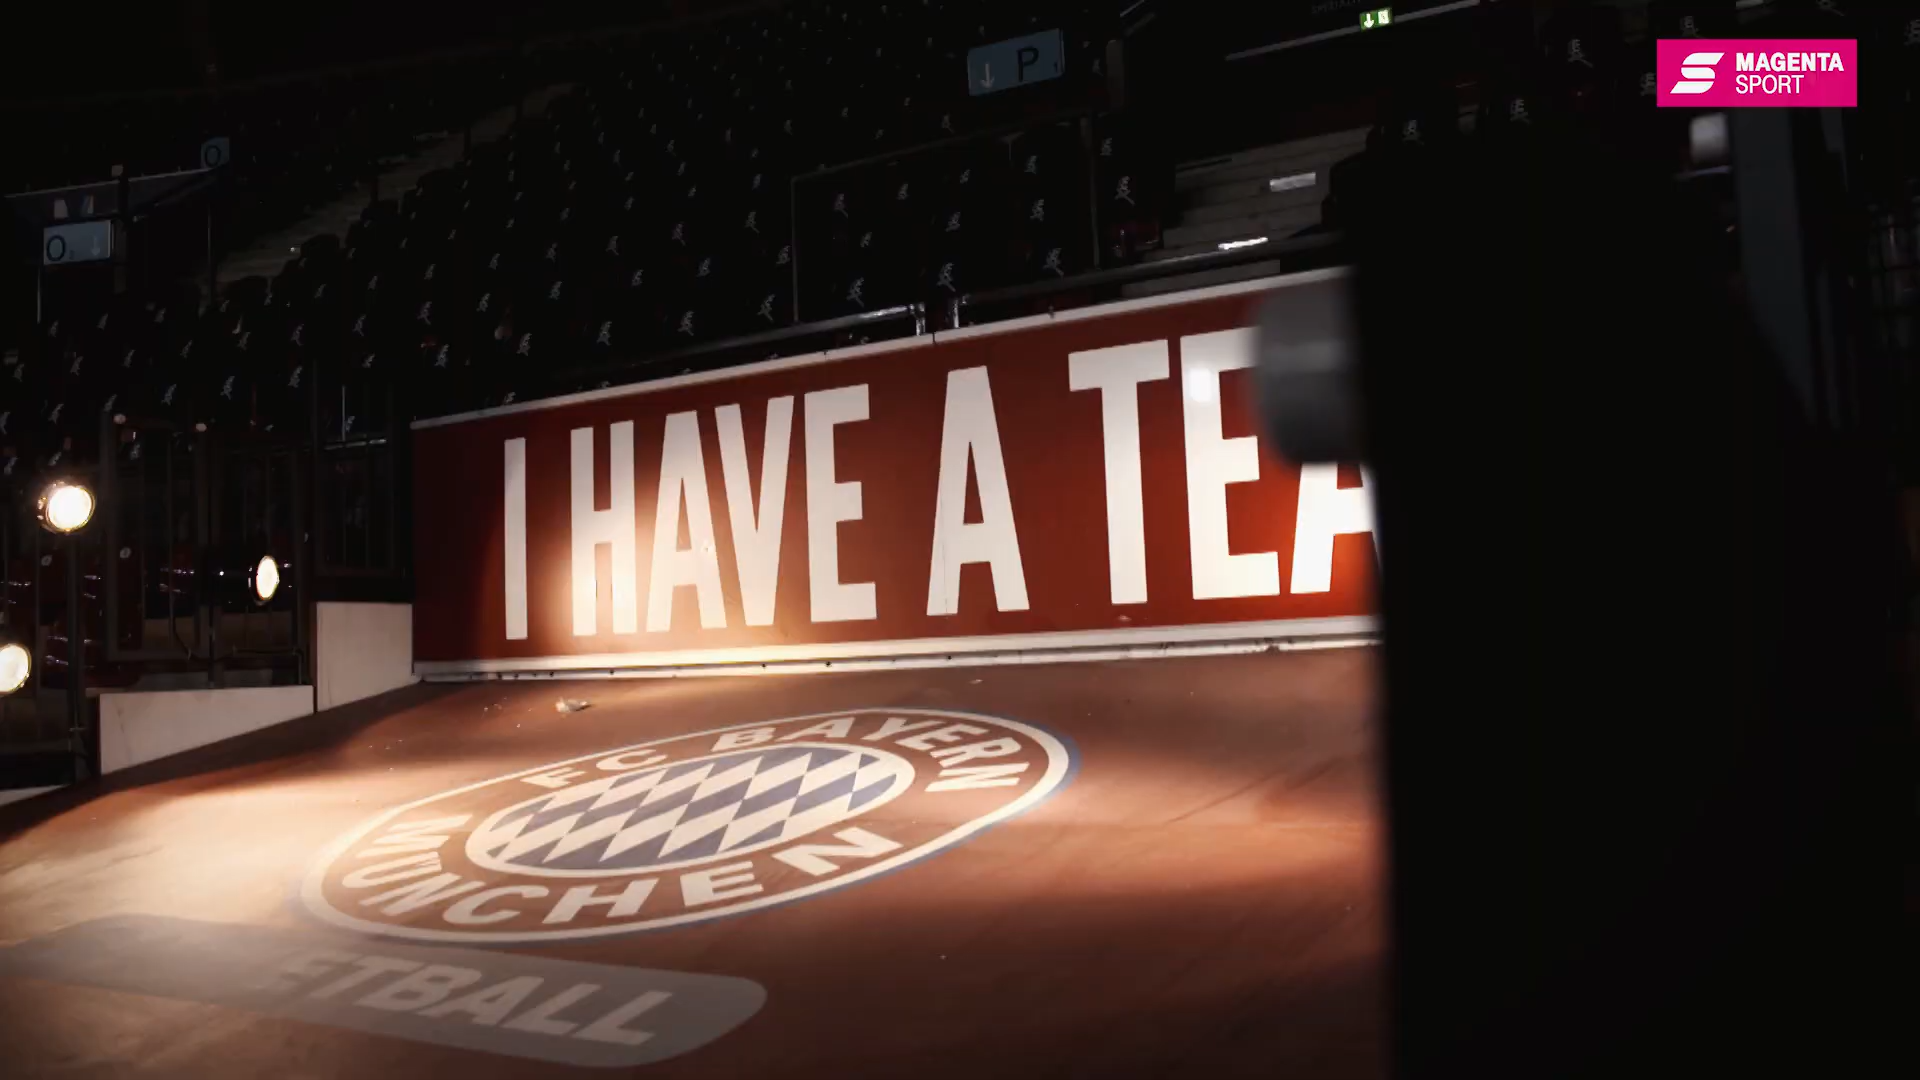 P
MAGENTA
SPORT
O
O
I HAVE A TEA
FC BAYERN
MÜNCHEN
ETBALL